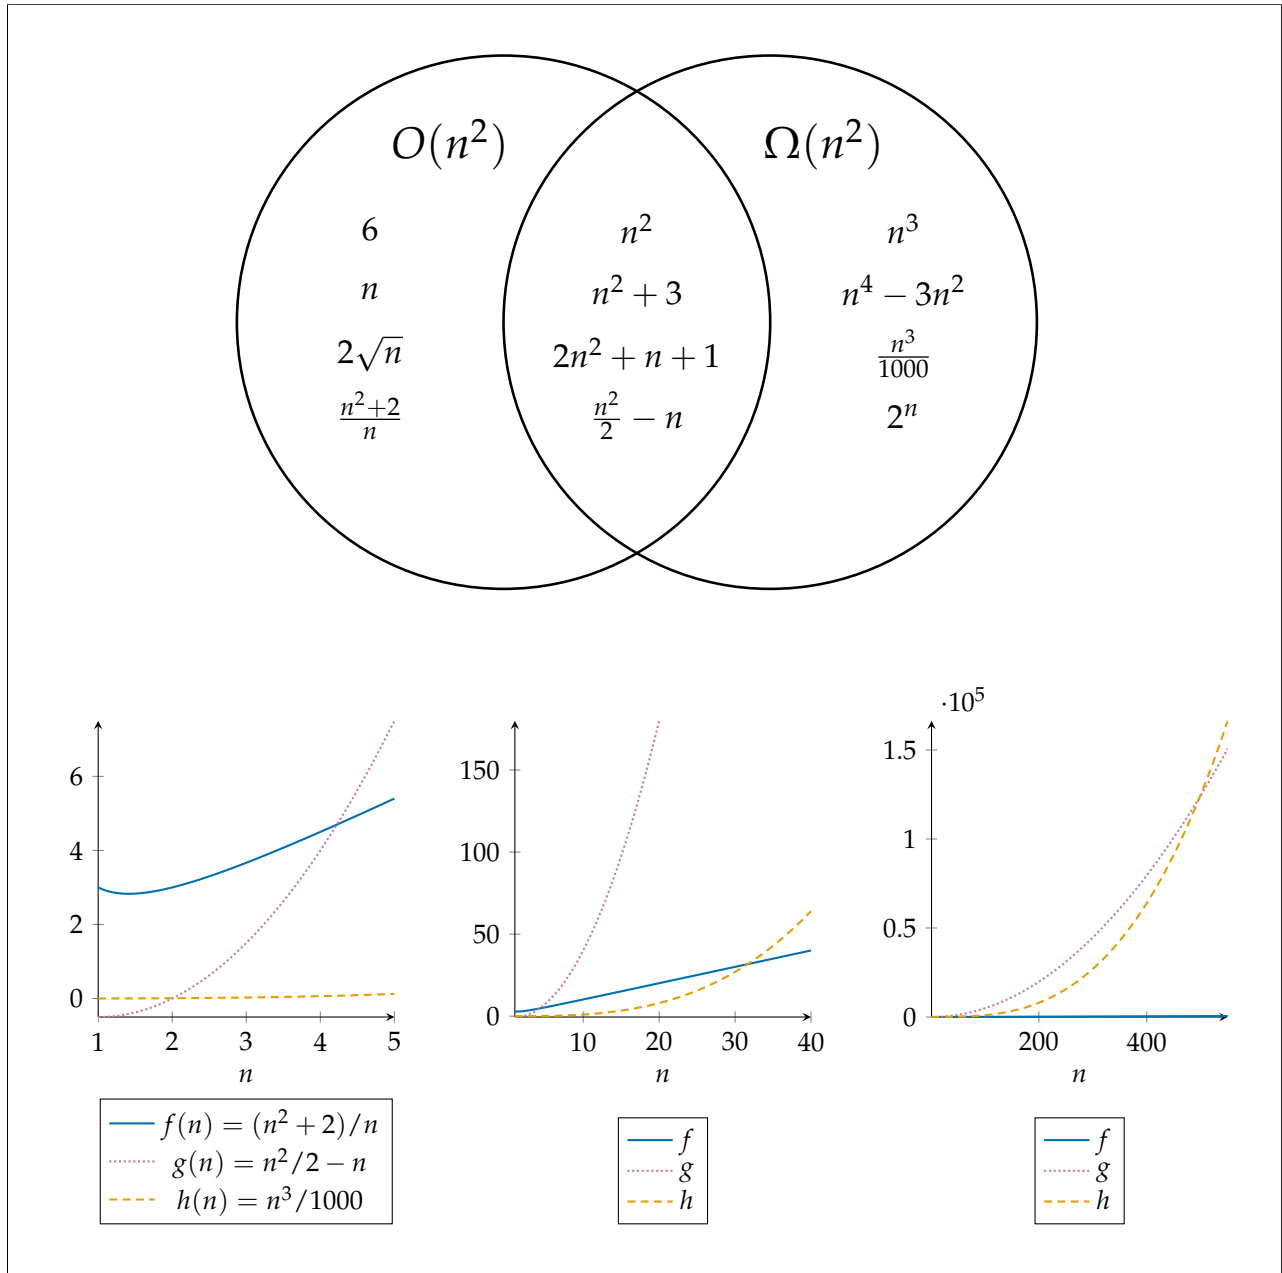 O(n²) Ω(n²)
6 n² n³
n n² + 3 n⁴ − 3n²
2√n 2n² + n + 1 n³/1000
(n²+2)/n n²/2 − n 2ⁿ
·10⁵
6
4
2
0
1 2 3 4 5
n
150
100
50
0
10 20 30 40
n
1.5
1
0.5
0
200 400
n
f(n) = (n² + 2)/n
g(n) = n²/2 − n
h(n) = n³/1000
f
g
h
f
g
h